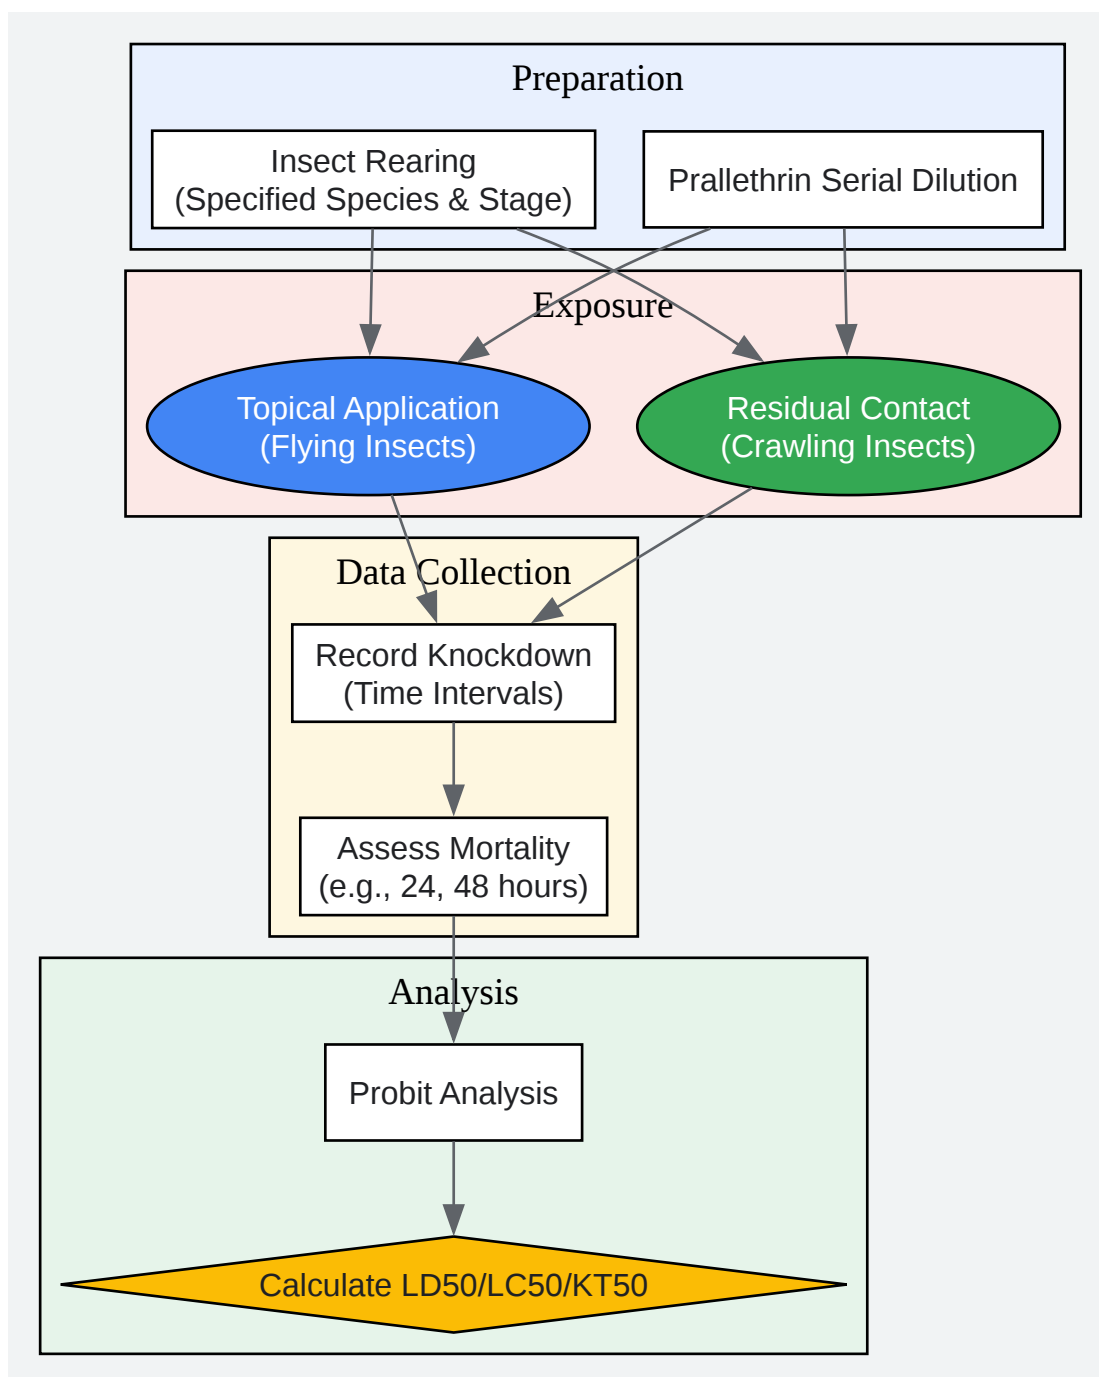 Preparation
Insect Rearing
(Specified Species & Stage)
Prallethrin Serial Dilution
Exposure
Topical Application
(Flying Insects)
Residual Contact
(Crawling Insects)
Data Collection
Record Knockdown
(Time Intervals)
Assess Mortality
(e.g., 24, 48 hours)
Analysis
Probit Analysis
Calculate LD50/LC50/KT50